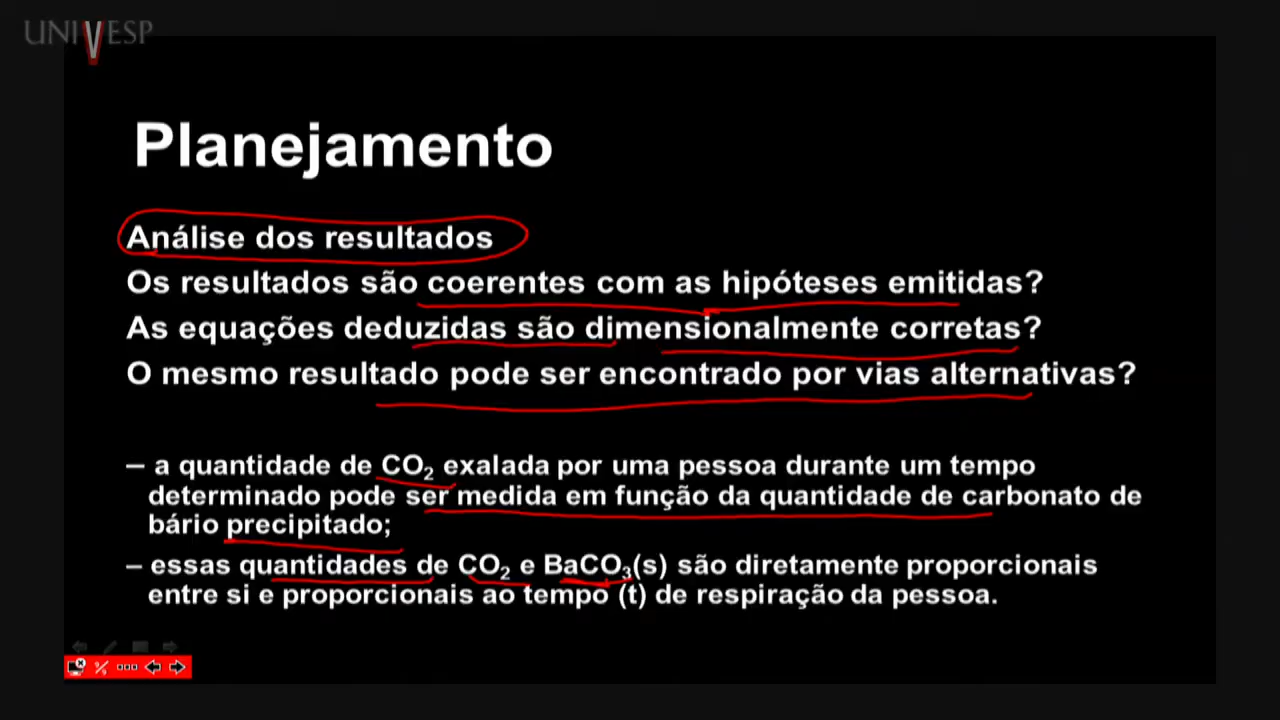 UNIVESP
Planejamento
Análise dos resultados
Os resultados são coerentes com as hipóteses emitidas?
As equações deduzidas são dimensionalmente corretas?
O mesmo resultado pode ser encontrado por vias alternativas?
– a quantidade de CO₂ exalada por uma pessoa durante um tempo
determinado pode ser medida em função da quantidade de carbonato de
bário precipitado;
– essas quantidades de CO₂ e BaCO₃(s) são diretamente proporcionais
entre si e proporcionais ao tempo (t) de respiração da pessoa.